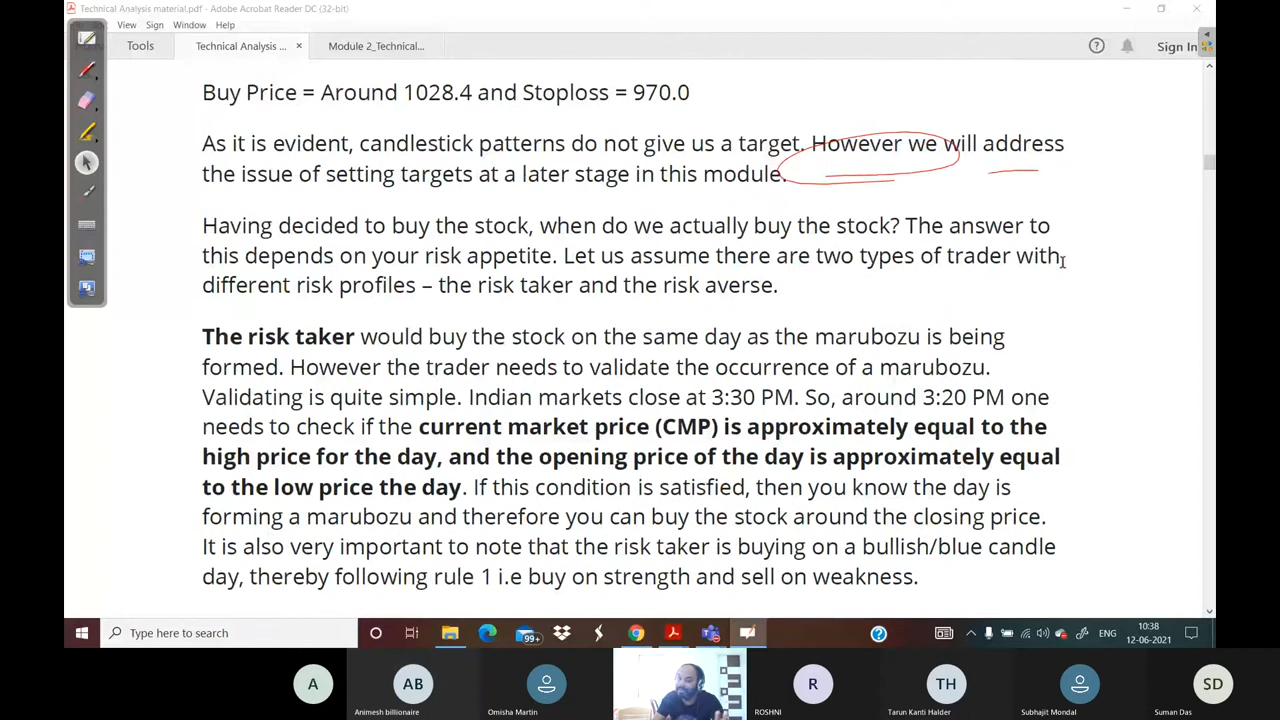 Technical Analysis material.pdf - Adobe Acrobat Reader DC (32-bit)
View Sign Window Help
Tools Technical Analysis ... × Module 2_Technical... Sign In
Buy Price = Around 1028.4 and Stoploss = 970.0
As it is evident, candlestick patterns do not give us a target. However we will address
the issue of setting targets at a later stage in this module.
Having decided to buy the stock, when do we actually buy the stock? The answer to
this depends on your risk appetite. Let us assume there are two types of trader with
different risk profiles – the risk taker and the risk averse.
The risk taker would buy the stock on the same day as the marubozu is being
formed. However the trader needs to validate the occurrence of a marubozu.
Validating is quite simple. Indian markets close at 3:30 PM. So, around 3:20 PM one
needs to check if the current market price (CMP) is approximately equal to the
high price for the day, and the opening price of the day is approximately equal
to the low price the day. If this condition is satisfied, then you know the day is
forming a marubozu and therefore you can buy the stock around the closing price.
It is also very important to note that the risk taker is buying on a bullish/blue candle
day, thereby following rule 1 i.e buy on strength and sell on weakness.
Type here to search 99+ ENG 10:38
12-06-2021
A AB R TH SD
Animesh billionaire Omisha Martin ROSHNI Tarun Kanti Halder Subhajit Mondal Suman Das